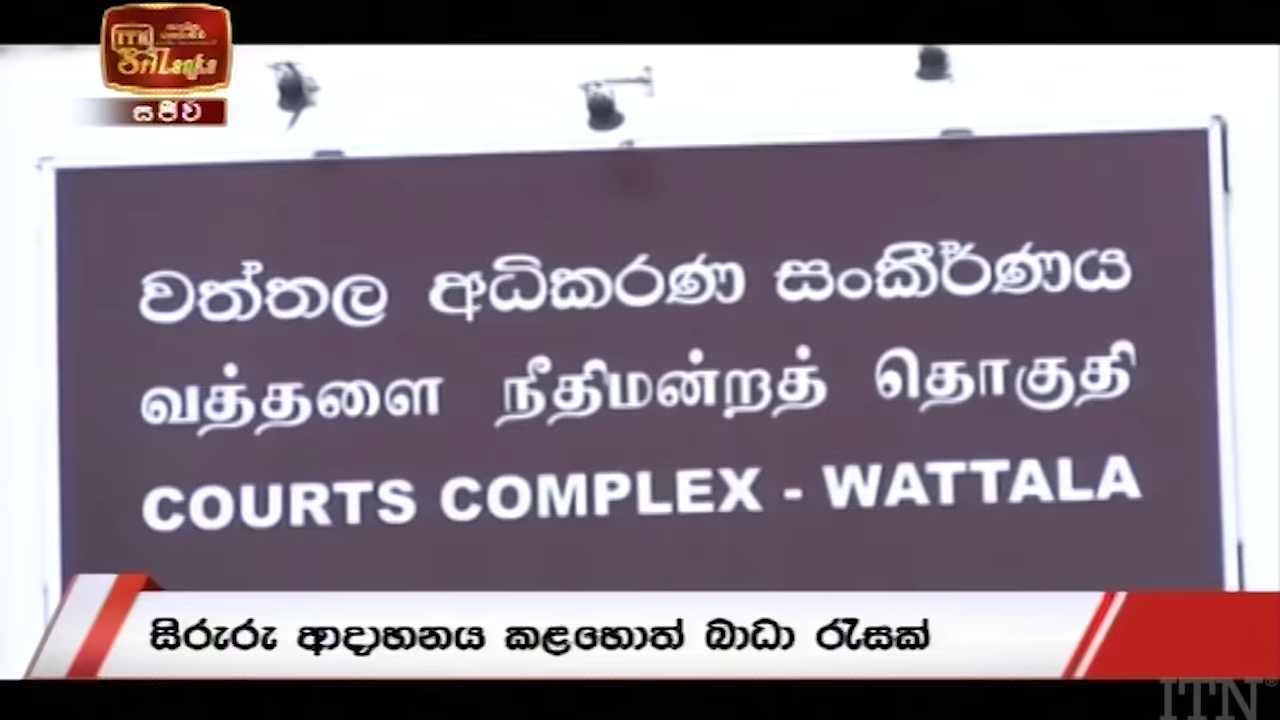 ITN
Sri Lanka
සජීවී
වත්තල අධිකරණ සංකීර්ණය
வத்தளை நீதிமன்றத் தொகுதி
COURTS COMPLEX - WATTALA
සිරුරු ආදාහනය කළහොත් බාධා රැසක්
ITN